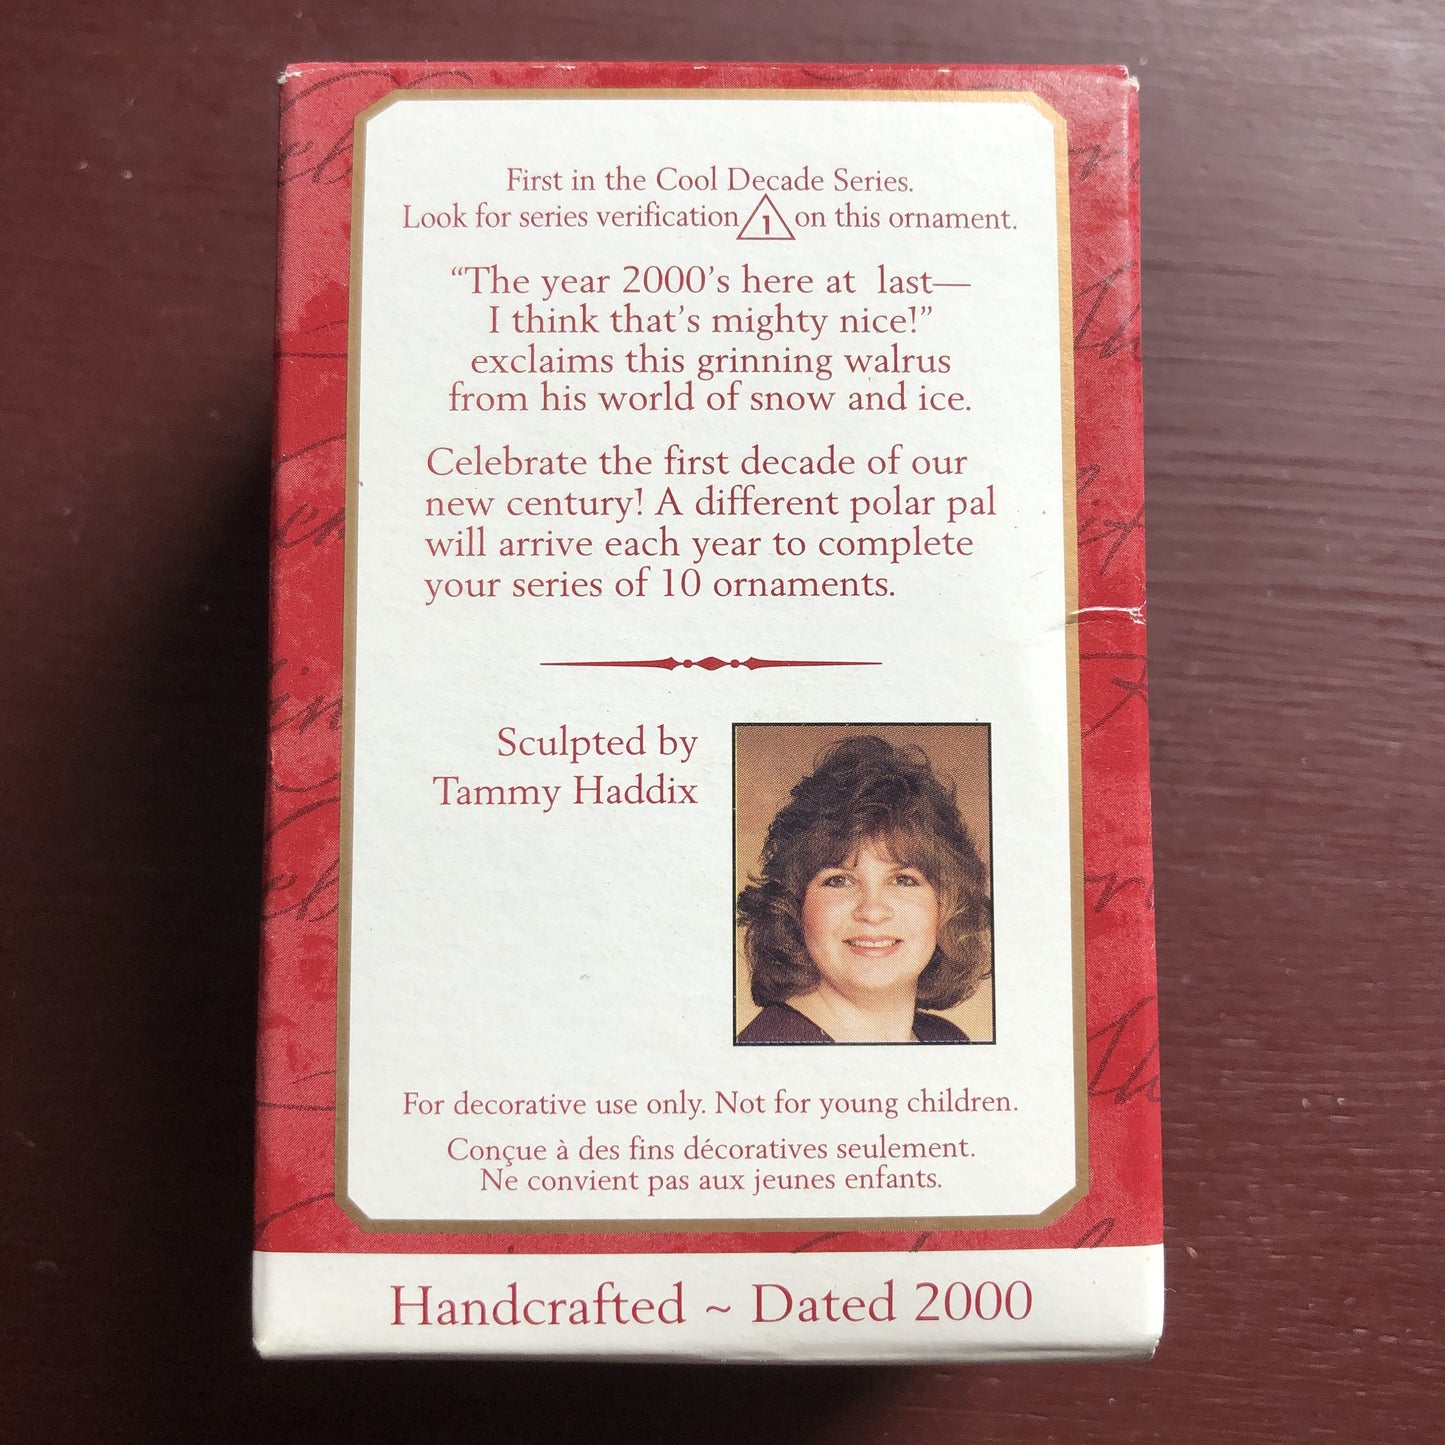 First in the Cool Decade Series.
Look for series verification 1 on this ornament.
“The year 2000’s here at last—
I think that’s mighty nice!”
exclaims this grinning walrus
from his world of snow and ice.
Celebrate the first decade of our
new century! A different polar pal
will arrive each year to complete
your series of 10 ornaments.
Sculpted by
Tammy Haddix
For decorative use only. Not for young children.
Conçue à des fins décoratives seulement.
Ne convient pas aux jeunes enfants.
Handcrafted ~ Dated 2000